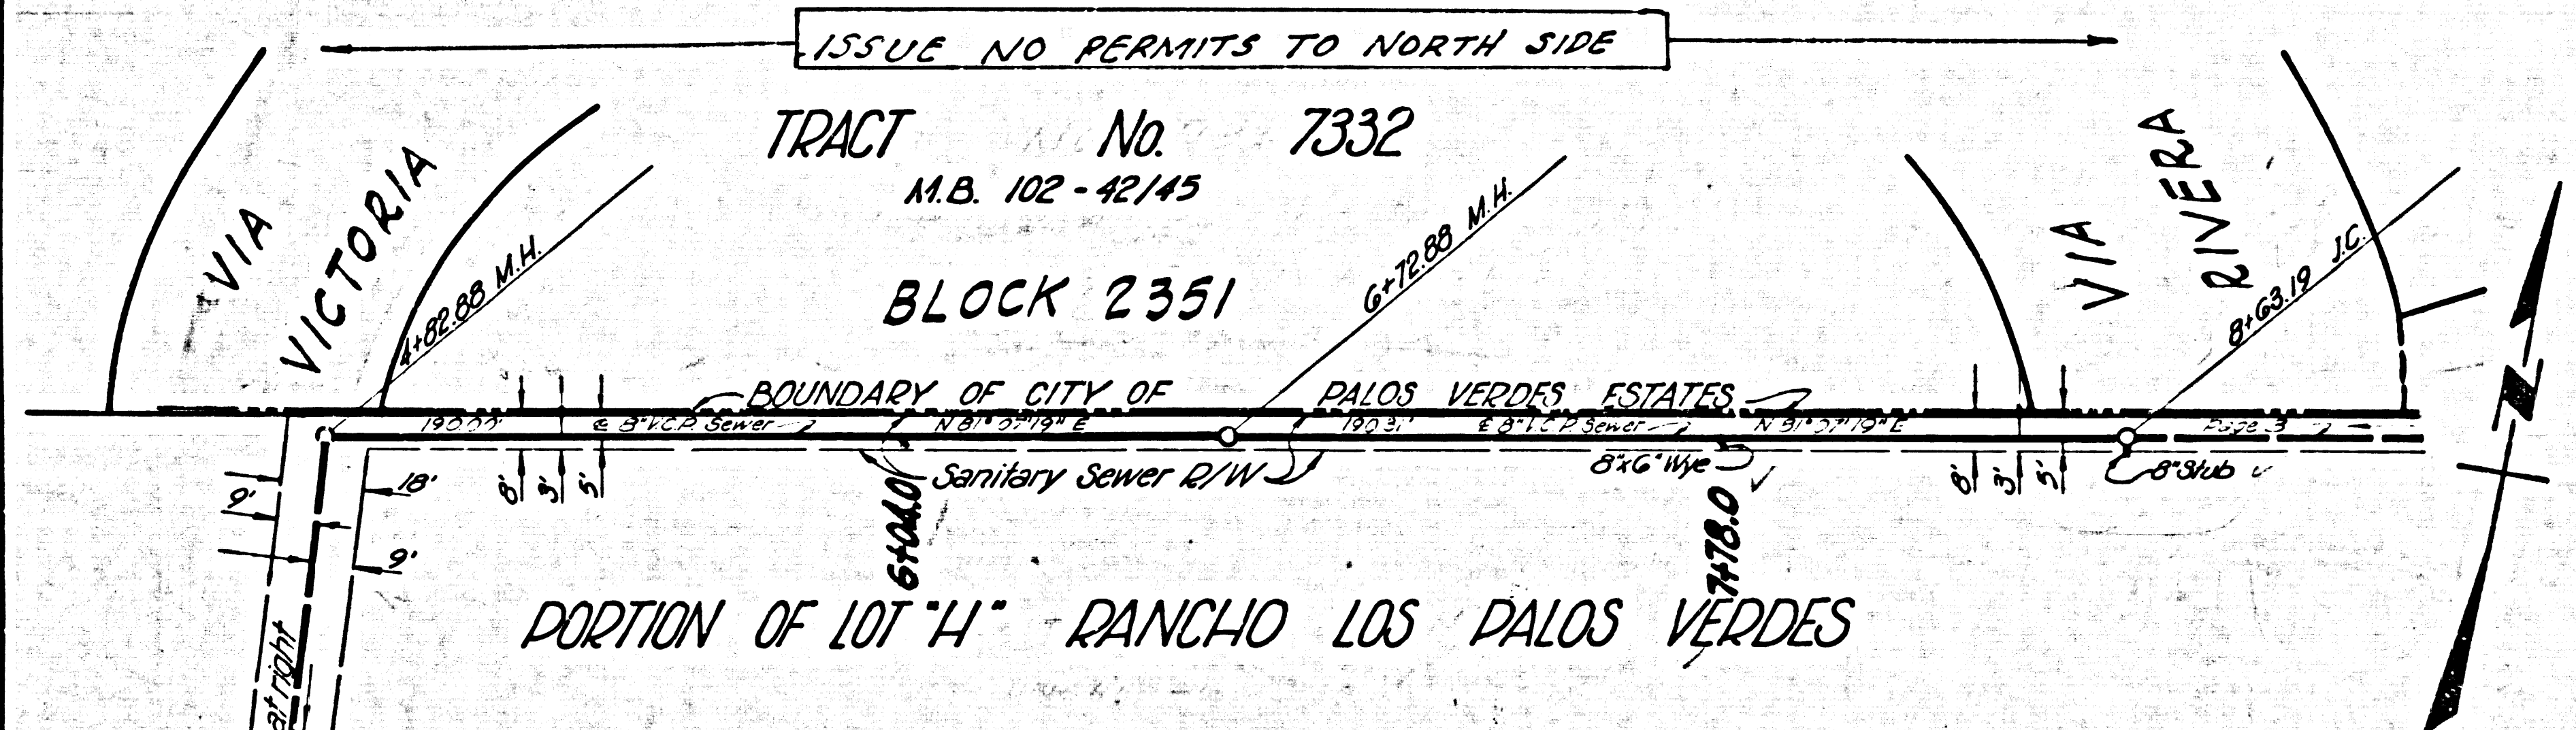 ISSUE NO PERMITS TO NORTH SIDE
TRACT No. 7332
M.B. 102-42/45
BLOCK 2351
VIA VICTORIA
VIA RIVERA
4+82.88 M.H.
6+72.88 M.H.
8+63.19 J.C.
BOUNDARY OF CITY OF PALOS VERDES ESTATES
190.00' ℄ 8" V.C.P. Sewer N 81° 07' 19" E
190.31' ℄ 8" V.C.P. Sewer N 81° 07' 19" E
Page 3
Sanitary Sewer R/W
8"x6" Wye
8" Stub
9'
18'
9'
8' 3' 5'
8' 3' 5'
6+04.0
7+78.0
PORTION OF LOT "H" RANCHO LOS PALOS VERDES
at right
N